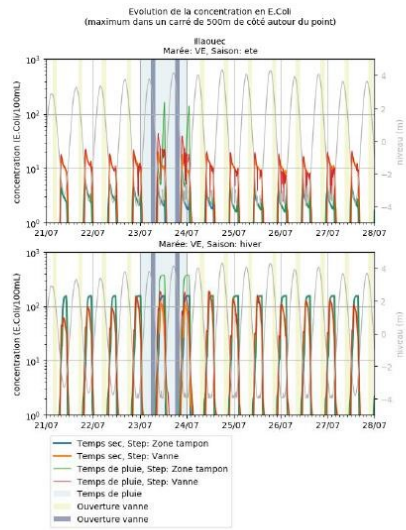 Evolution de la concentration en E.Coli
(maximum dans un carré de 500m de côté autour du point)
illaouec
Marée: VE, Saison: ete
concentration (E.Coli/100mL)
10³
10²
10¹
10⁰
niveau (m)
4
2
0
−2
−4
21/07 22/07 23/07 24/07 25/07 26/07 27/07 28/07
Marée: VE, Saison: hiver
concentration (E.Coli/100mL)
10³
10²
10¹
10⁰
niveau (m)
4
2
0
−2
−4
21/07 22/07 23/07 24/07 25/07 26/07 27/07 28/07
Temps sec, Step: Zone tampon
Temps sec, Step: Vanne
Temps de pluie, Step: Zone tampon
Temps de pluie, Step: Vanne
Temps de pluie
Ouverture vanne
Ouverture vanne